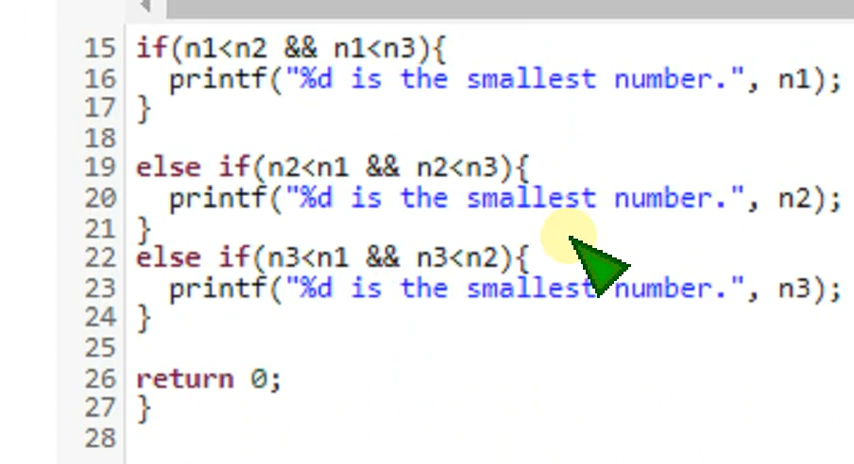 15 if(n1<n2 && n1<n3){
16   printf("%d is the smallest number.", n1);
17 }
18
19 else if(n2<n1 && n2<n3){
20   printf("%d is the smallest number.", n2);
21 }
22 else if(n3<n1 && n3<n2){
23   printf("%d is the smallest number.", n3);
24 }
25
26 return 0;
27 }
28